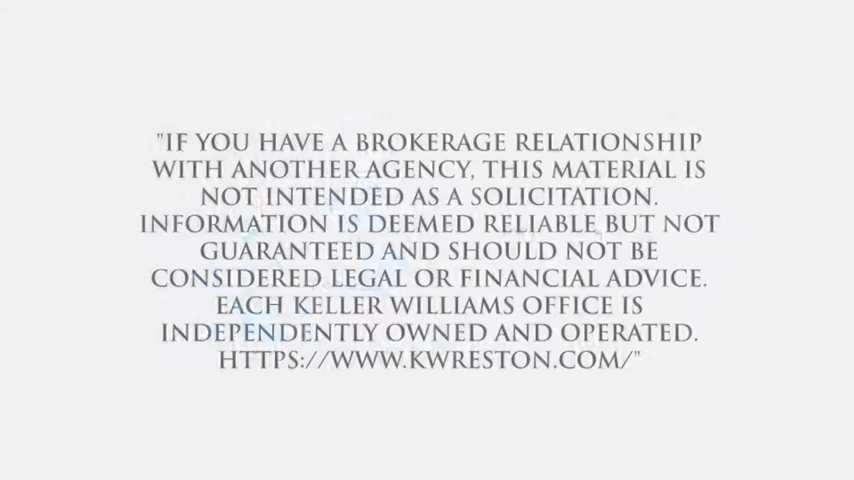 "IF YOU HAVE A BROKERAGE RELATIONSHIP
WITH ANOTHER AGENCY, THIS MATERIAL IS
NOT INTENDED AS A SOLICITATION.
INFORMATION IS DEEMED RELIABLE BUT NOT
GUARANTEED AND SHOULD NOT BE
CONSIDERED LEGAL OR FINANCIAL ADVICE.
EACH KELLER WILLIAMS OFFICE IS
INDEPENDENTLY OWNED AND OPERATED.
HTTPS://WWW.KWRESTON.COM/"